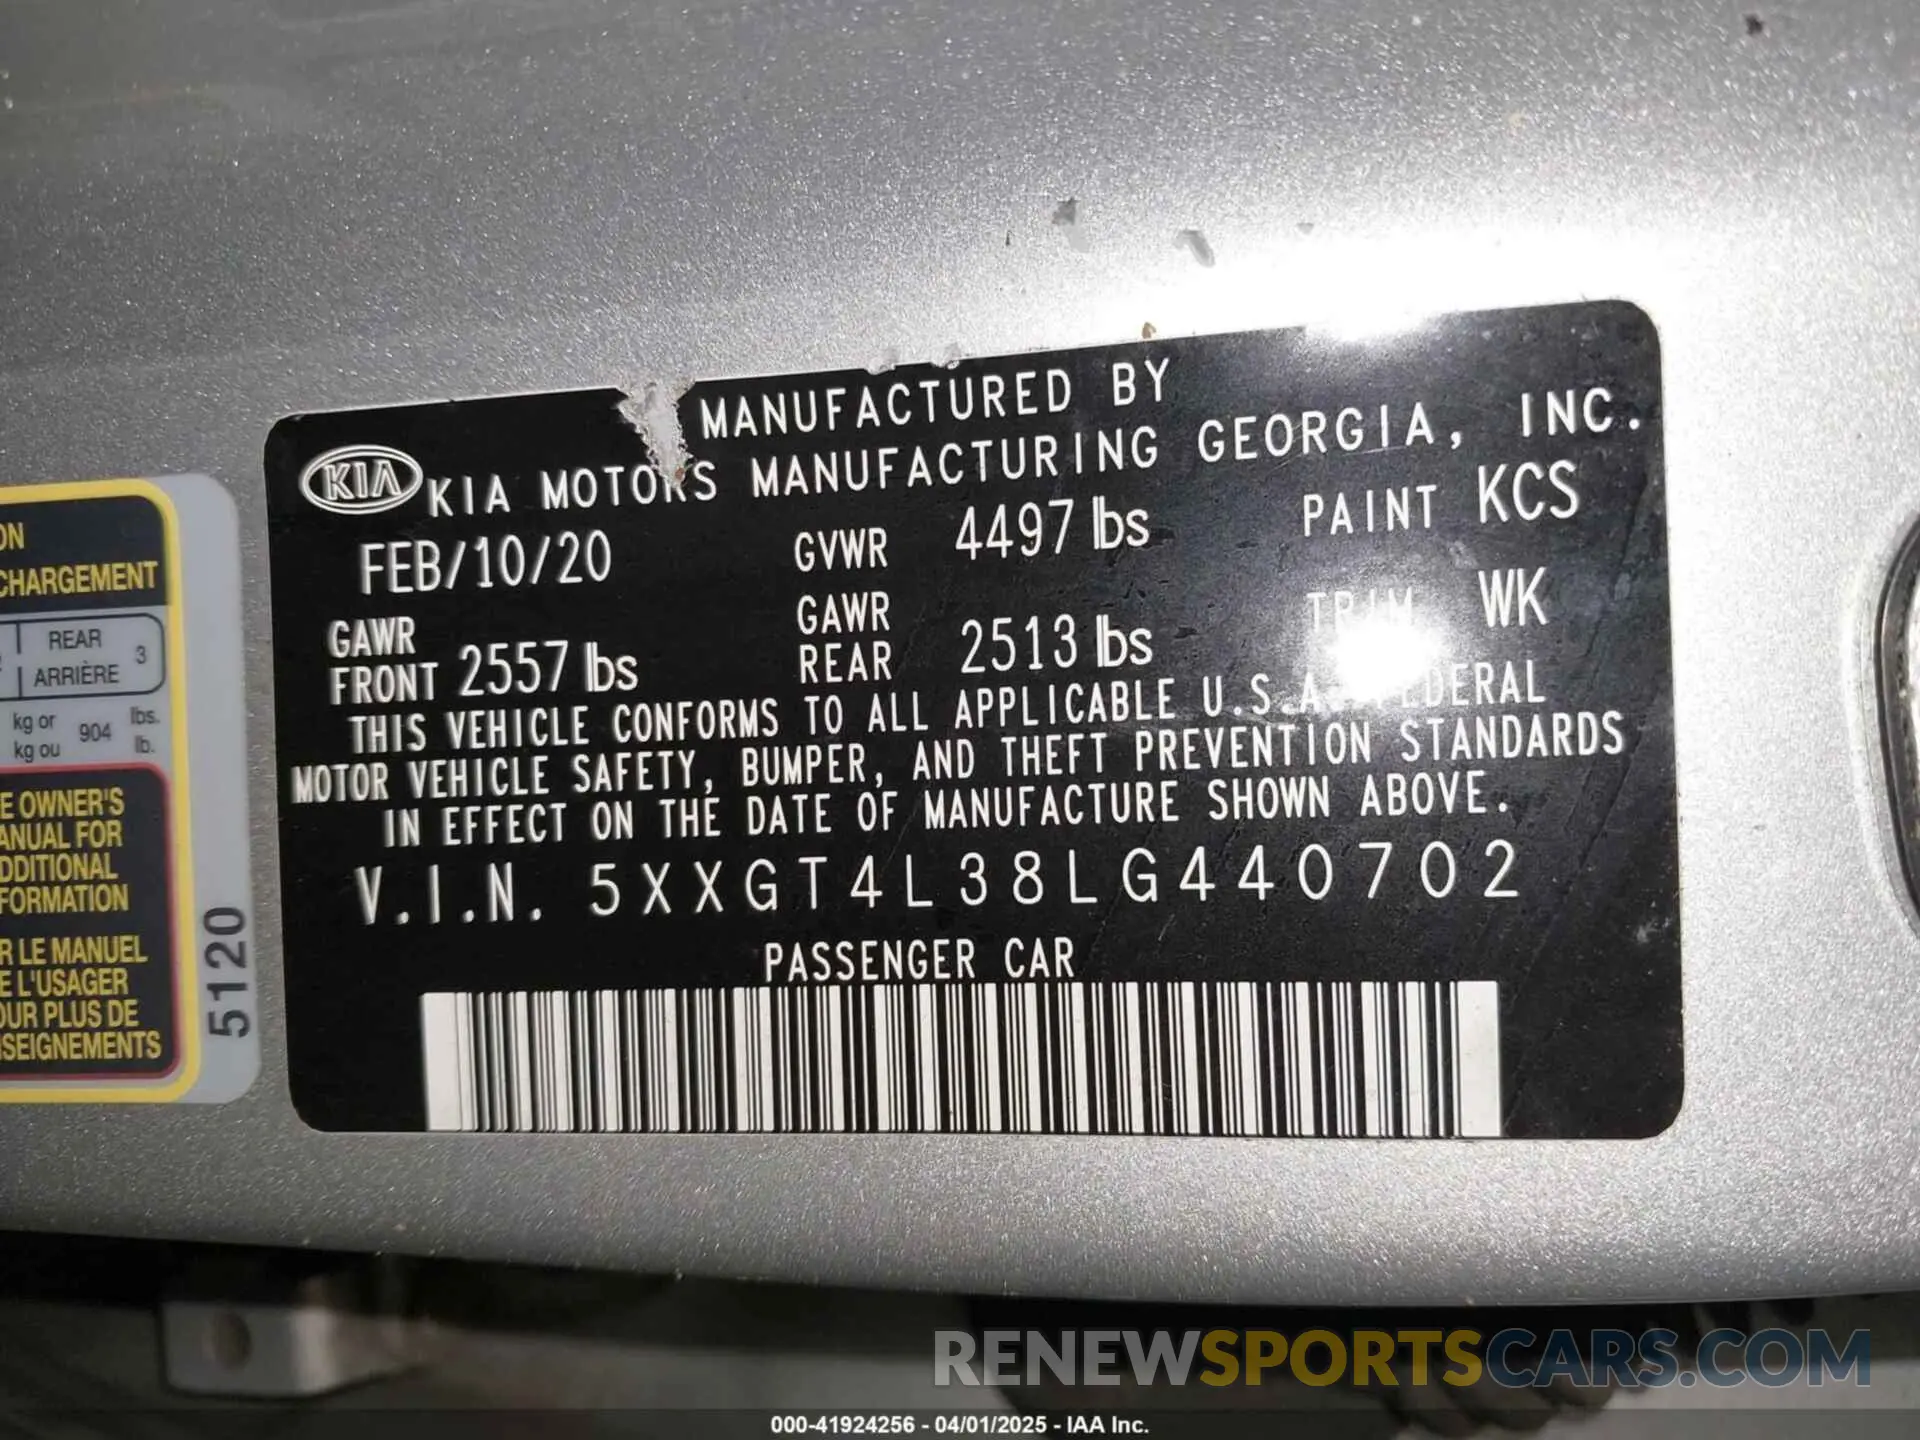 MANUFACTURED BY
KIA KIA MOTORS MANUFACTURING GEORGIA, INC.
FEB/10/20 GVWR 4497 lbs PAINT KCS
GAWR FRONT 2557 lbs GAWR REAR 2513 lbs TRIM WK
THIS VEHICLE CONFORMS TO ALL APPLICABLE U.S.A. FEDERAL
MOTOR VEHICLE SAFETY, BUMPER, AND THEFT PREVENTION STANDARDS
IN EFFECT ON THE DATE OF MANUFACTURE SHOWN ABOVE.
V.I.N. 5XXGT4L38LG440702
PASSENGER CAR
ON
CHARGEMENT
REAR 3
ARRIÈRE
kg or 904 lbs.
kg ou lb.
E OWNER'S
ANUAL FOR
DDITIONAL
FORMATION
R LE MANUEL
E L'USAGER
OUR PLUS DE
SEIGNEMENTS
5120
RENEWSPORTSCARS.COM
000-41924256 - 04/01/2025 - IAA Inc.